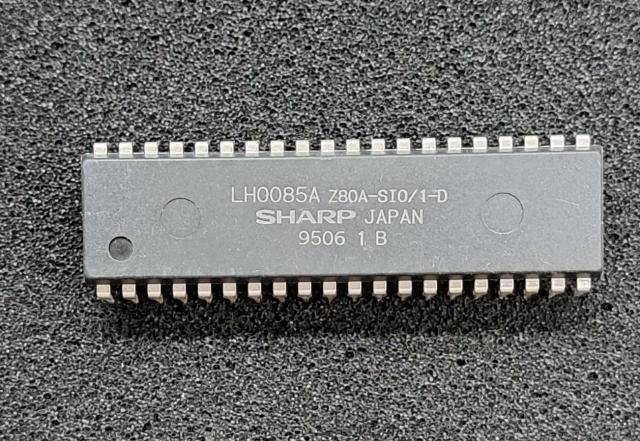 LH0085A Z80A-SIO/1-D
SHARP JAPAN
9506 1 B